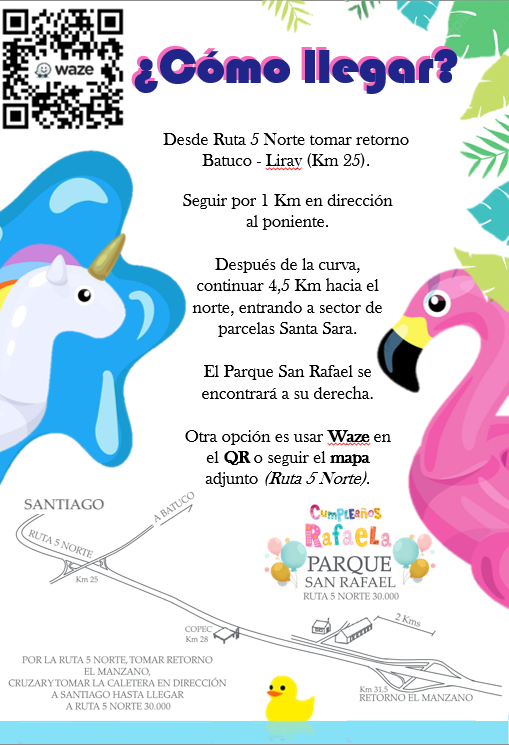 waze
¿Cómo llegar?
Desde Ruta 5 Norte tomar retorno
Batuco - Liray (Km 25).
Seguir por 1 Km en dirección
al poniente.
Después de la curva,
continuar 4,5 Km hacia el
norte, entrando a sector de
parcelas Santa Sara.
El Parque San Rafael se
encontrará a su derecha.
Otra opción es usar Waze en
el QR o seguir el mapa
adjunto (Ruta 5 Norte).
SANTIAGO
A BATUCO
RUTA 5 NORTE
Km 25
CUMPLEAÑOS
Rafaela
PARQUE
SAN RAFAEL
RUTA 5 NORTE 30.000
2 Kms
COPEC
Km 28
POR LA RUTA 5 NORTE, TOMAR RETORNO
EL MANZANO,
CRUZAR Y TOMAR LA CALETERA EN DIRECCIÓN
A SANTIAGO HASTA LLEGAR
A RUTA 5 NORTE 30.000
Km 31.5
RETORNO EL MANZANO